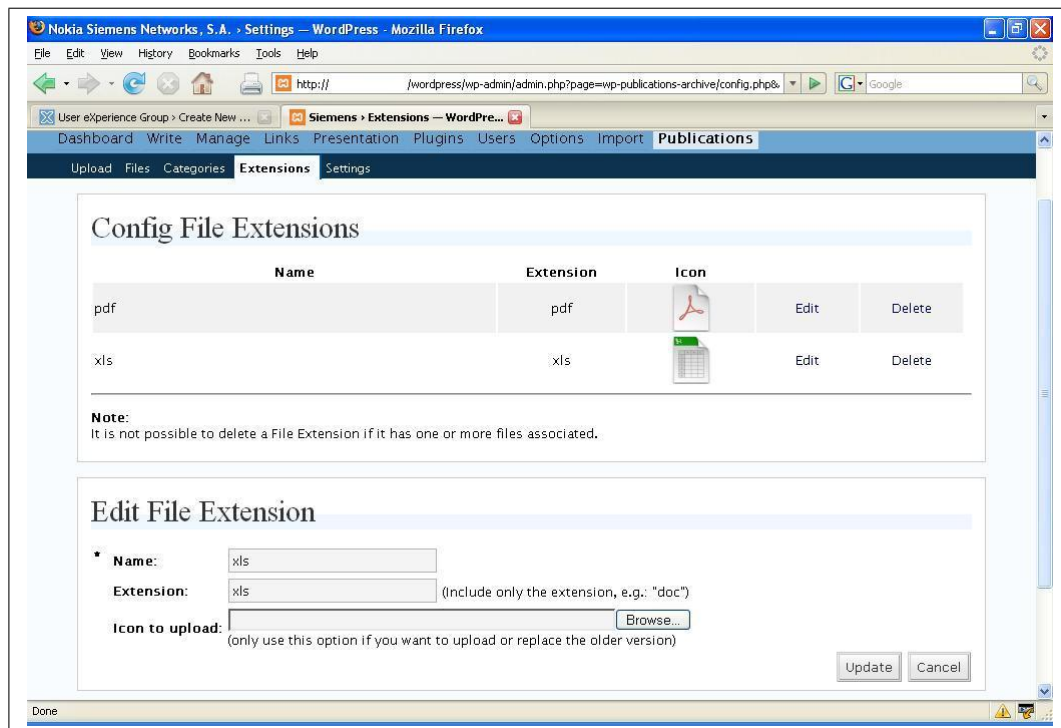 Nokia Siemens Networks, S.A. › Settings — WordPress - Mozilla Firefox
File Edit View History Bookmarks Tools Help
http:// /wordpress/wp-admin/admin.php?page=wp-publications-archive/config.php& G Google
User eXperience Group › Create New ... Siemens › Extensions — WordPre...
Dashboard Write Manage Links Presentation Plugins Users Options Import Publications
Upload Files Categories Extensions Settings
Config File Extensions
Name Extension Icon
pdf pdf Edit Delete
xls xls Edit Delete
Note:
It is not possible to delete a File Extension if it has one or more files associated.
Edit File Extension
* Name: xls
Extension: xls (Include only the extension, e.g.: "doc")
Icon to upload: Browse...
(only use this option if you want to upload or replace the older version)
Update Cancel
Done